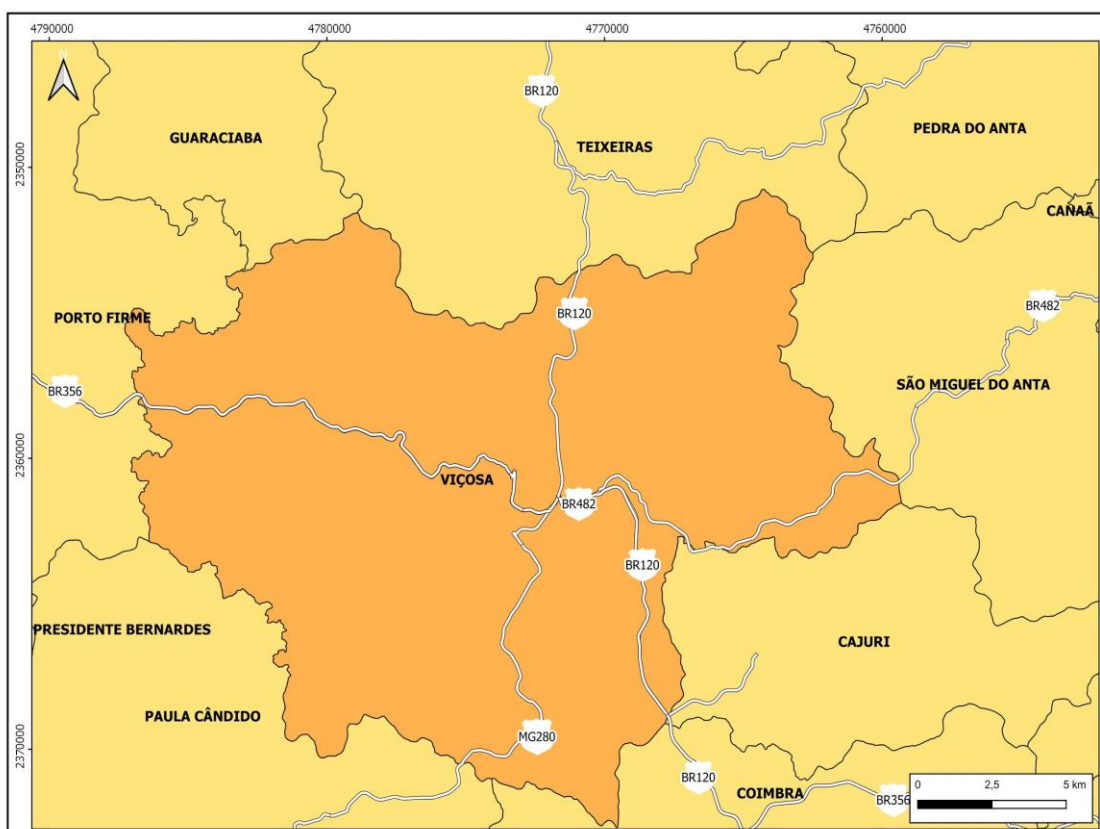 4790000
4780000
4770000
4760000
N
BR120
GUARACIABA
TEIXEIRAS
PEDRA DO ANTA
2350000
CANAÃ
BR482
PORTO FIRME
BR120
BR356
SÃO MIGUEL DO ANTA
2360000
VIÇOSA
BR482
BR120
PRESIDENTE BERNARDES
CAJURI
PAULA CÂNDIDO
MG280
2370000
BR120
COIMBRA
BR356
0 2,5 5 km